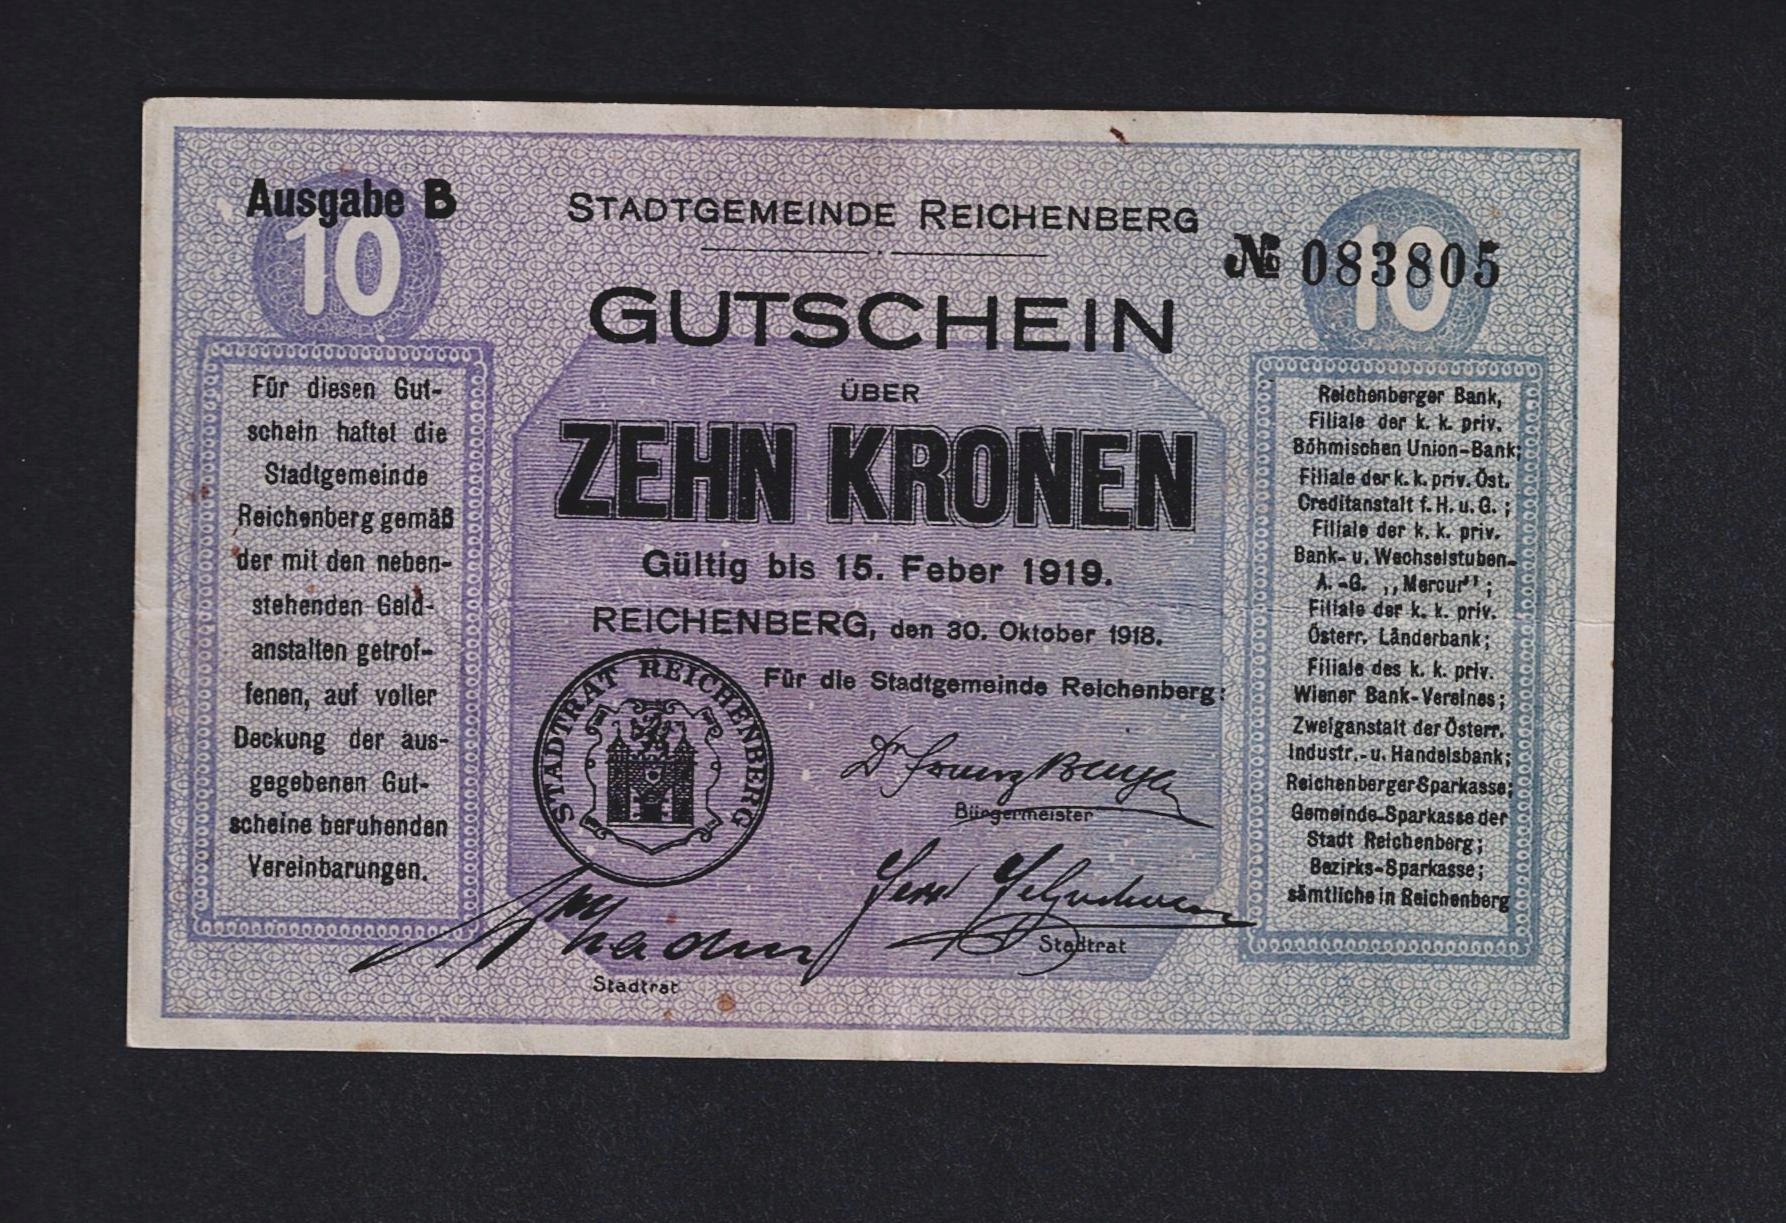 Ausgabe B
10
STADTGEMEINDE REICHENBERG
№ 083805
10
GUTSCHEIN
ÜBER
ZEHN KRONEN
Gültig bis 15. Feber 1919.
REICHENBERG, den 30. Oktober 1918.
Für die Stadtgemeinde Reichenberg:
STADTRAT REICHENBERG
Bürgermeister
Stadtrat
Stadtrat
Für diesen Gut-
schein haftet die
Stadtgemeinde
Reichenberg gemäß
der mit den neben-
stehenden Geld-
anstalten getrof-
fenen, auf voller
Deckung der aus-
gegebenen Gut-
scheine beruhenden
Vereinbarungen.
Reichenberger Bank,
Filiale der k. k. priv.
Böhmischen Union-Bank;
Filiale der k. k. priv. Öst.
Creditanstalt f. H. u. G. ;
Filiale der k. k. priv.
Bank- u. Wechselstuben-
A. -G. ,,Mercur";
Filiale der k. k. priv.
Österr. Länderbank;
Filiale des k. k. priv.
Wiener Bank-Vereines;
Zweiganstalt der Österr.
Industr.- u. Handelsbank;
Reichenberger Sparkasse;
Gemeinde-Sparkasse der
Stadt Reichenberg;
Bezirks-Sparkasse;
sämtliche in Reichenberg